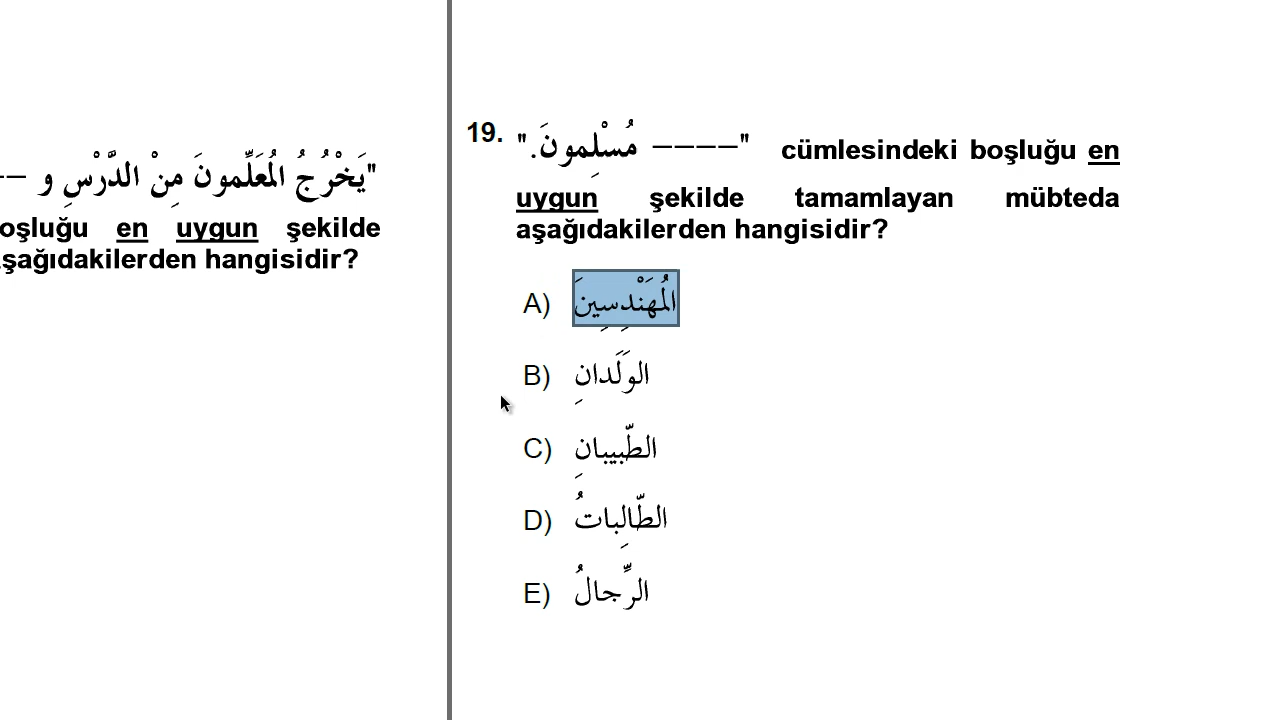 "يَخْرُجُ الْمُعَلِّمونَ مِنْ الدَّرْسِ و --
oşluğu en uygun şekilde
şağıdakilerden hangisidir?
19. "---- مُسْلِمونَ." cümlesindeki boşluğu en
uygun şekilde tamamlayan mübteda
aşağıdakilerden hangisidir?
A) الْمُهَنْدِسِينَ
B) الوَلَدانِ
C) الطَّبِيبانِ
D) الطَّالِباتُ
E) الرِّجالُ